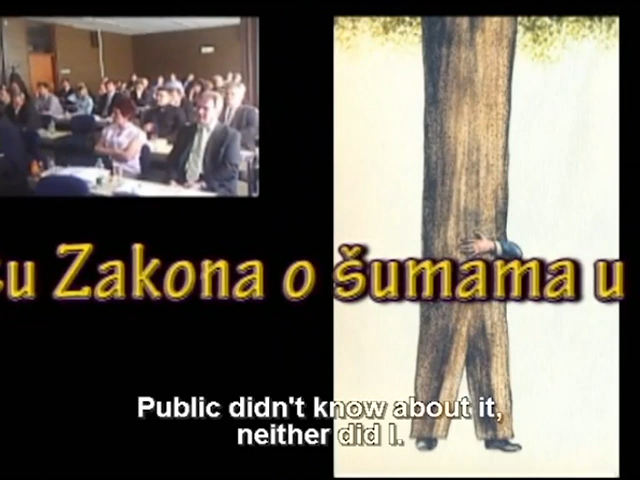 u Zakona o šumama u
Public didn't know about it,
neither did I.